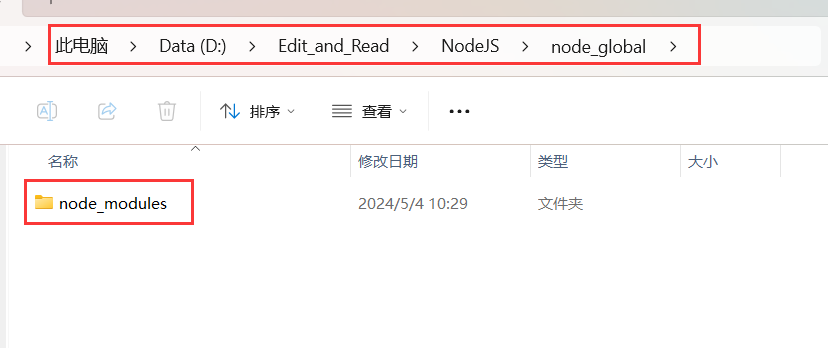 此电脑 Data (D:) Edit_and_Read NodeJS node_global
排序 查看
名称 修改日期 类型 大小
node_modules 2024/5/4 10:29 文件夹